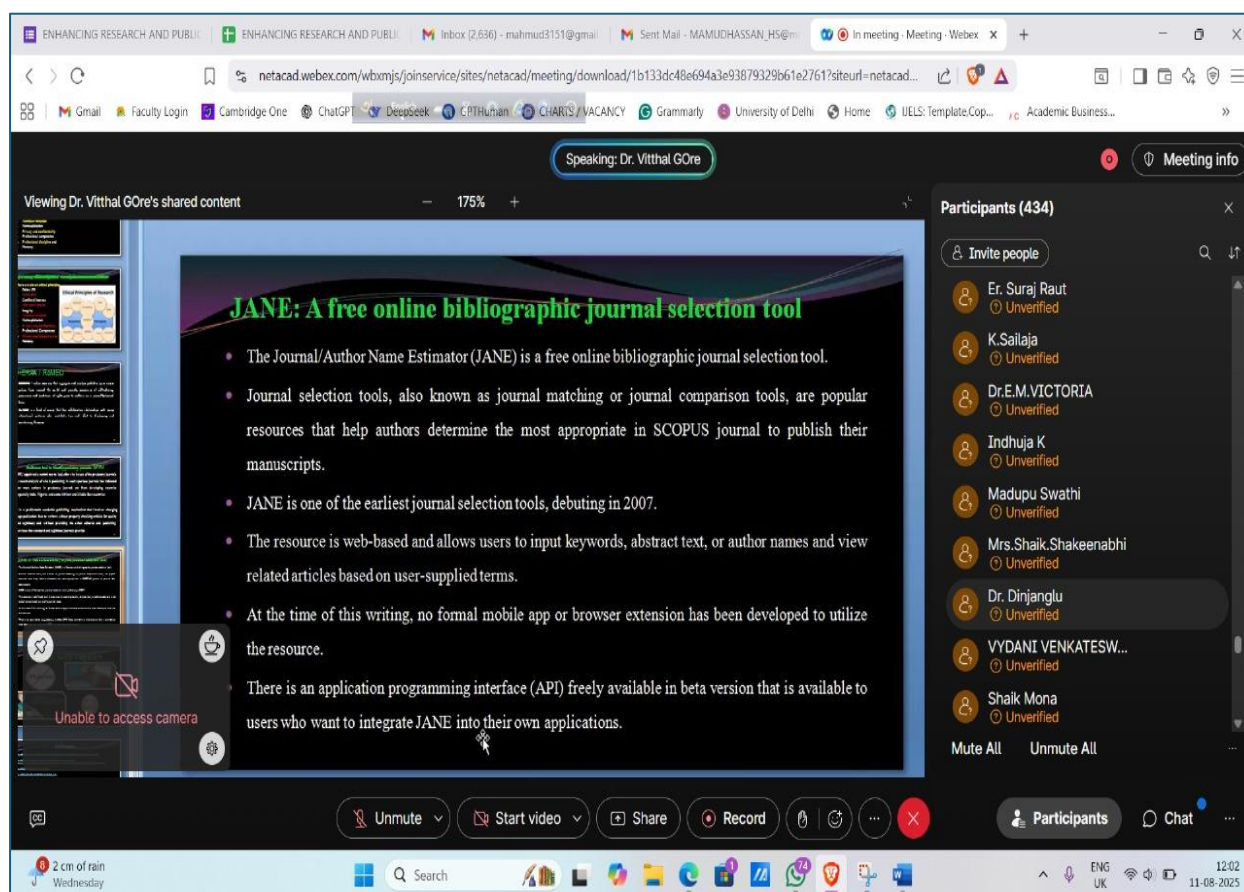 ENHANCING RESEARCH AND PUBLIC
ENHANCING RESEARCH AND PUBLIC
Inbox (2,636) - mahmud3151@gmail
Sent Mail - MAMUDHASSAN_HS@m
In meeting · Meeting · Webex
netacad.webex.com/wbxmjs/joinservice/sites/netacad/meeting/download/1b133dc48e694a3e93879329b61e2761?siteurl=netacad...
Gmail
Faculty Login
Cambridge One
ChatGPT
DeepSeek
CPTHuman
CHARTS / VACANCY
Grammarly
University of Delhi
Home
IJELS: Template,Cop...
Academic Business...
Speaking: Dr. Vitthal GOre
Meeting info
Viewing Dr. Vitthal GOre's shared content
175%
JANE: A free online bibliographic journal selection tool
The Journal/Author Name Estimator (JANE) is a free online bibliographic journal selection tool.
Journal selection tools, also known as journal matching or journal comparison tools, are popular
resources that help authors determine the most appropriate in SCOPUS journal to publish their
manuscripts.
JANE is one of the earliest journal selection tools, debuting in 2007.
The resource is web-based and allows users to input keywords, abstract text, or author names and view
related articles based on user-supplied terms.
At the time of this writing, no formal mobile app or browser extension has been developed to utilize
the resource.
There is an application programming interface (API) freely available in beta version that is available to
users who want to integrate JANE into their own applications.
Unable to access camera
Participants (434)
Invite people
Er. Suraj Raut
Unverified
K.Sailaja
Unverified
Dr.E.M.VICTORIA
Unverified
Indhuja K
Unverified
Madupu Swathi
Unverified
Mrs.Shaik.Shakeenabhi
Unverified
Dr. Dinjanglu
Unverified
VYDANI VENKATESW...
Unverified
Shaik Mona
Unverified
Mute All
Unmute All
Unmute
Start video
Share
Record
Participants
Chat
8
2 cm of rain
Wednesday
Search
1
74
ENG
UK
12:02
11-08-2025